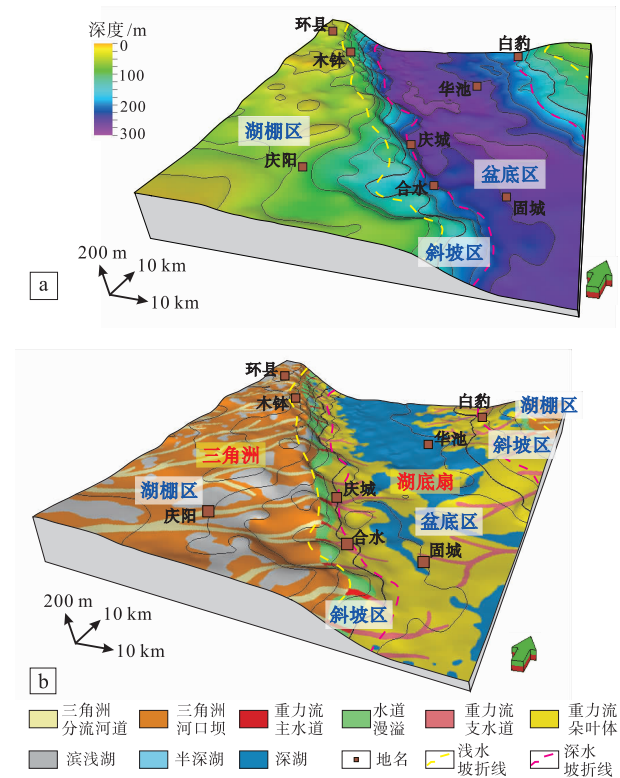 环县
深度/m
0
100
200
300
木钵
白豹
华池
湖棚区
庆城
庆阳
盆底区
合水
固城
斜坡区
200 m
10 km
10 km
a
环县
木钵
白豹
湖棚区
斜坡区
华池
三角洲
湖底扇
湖棚区
庆城
庆阳
盆底区
合水
固城
斜坡区
200 m
10 km
10 km
b
三角洲
分流河道
三角洲
河口坝
重力流
主水道
水道
漫溢
重力流
支水道
重力流
朵叶体
滨浅湖
半深湖
深湖
地名
浅水
坡折线
深水
坡折线